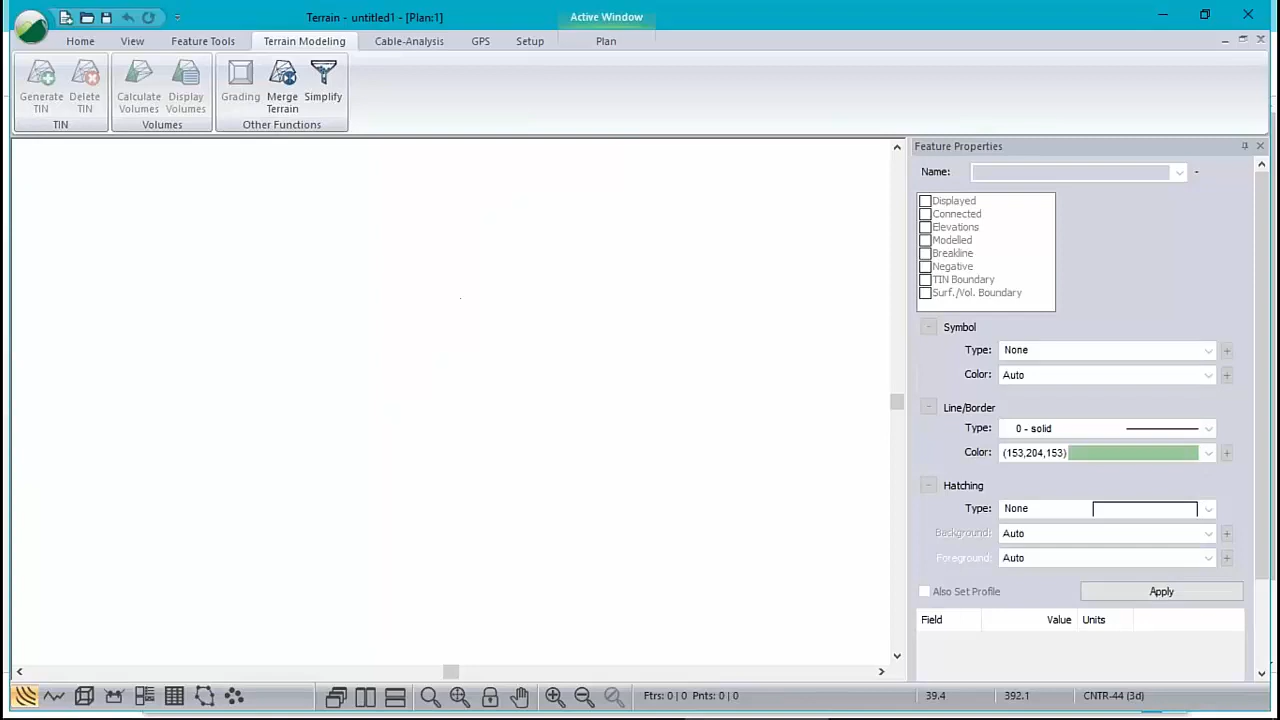 Terrain - untitled1 - [Plan:1]
Active Window
Home View Feature Tools Terrain Modeling Cable-Analysis GPS Setup Plan
Generate TIN
Delete TIN
TIN
Calculate Volumes
Display Volumes
Volumes
Grading
Merge Terrain
Simplify
Other Functions
Feature Properties
Name: -
Displayed
Connected
Elevations
Modelled
Breakline
Negative
TIN Boundary
Surf./Vol. Boundary
Symbol
Type: None
Color: Auto
Line/Border
Type: 0 - solid
Color: (153,204,153)
Hatching
Type: None
Background: Auto
Foreground: Auto
Also Set Profile Apply
Field Value Units
Ftrs: 0 | 0 Pnts: 0 | 0 39.4 392.1 CNTR-44 (3d)